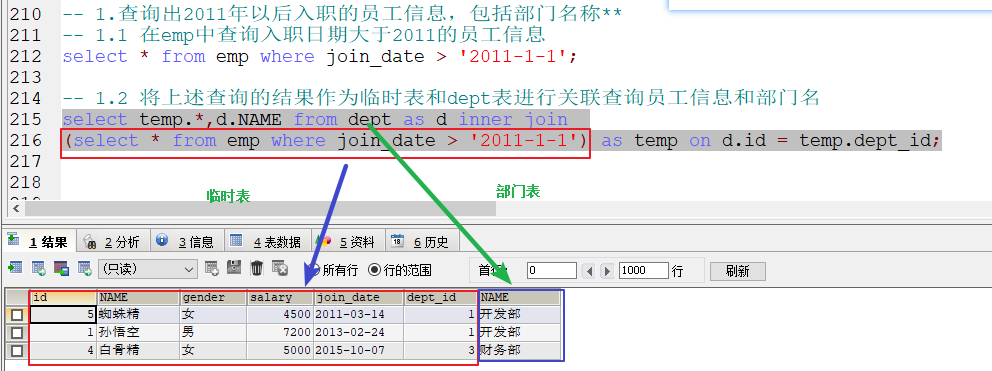 210 -- 1.查询出2011年以后入职的员工信息，包括部门名称**
211 -- 1.1 在emp中查询入职日期大于2011的员工信息
212 select * from emp where join_date > '2011-1-1';
213
214 -- 1.2 将上述查询的结果作为临时表和dept表进行关联查询员工信息和部门名
215 select temp.*,d.NAME from dept as d inner join
216 (select * from emp where join_date > '2011-1-1') as temp on d.id = temp.dept_id;
217
218
临时表 部门表
1 结果 2 分析 3 信息 4 表数据 5 资料 6 历史
(只读) 所有行 行的范围 首行: 0 1000 行 刷新
id NAME gender salary join_date dept_id NAME
5 蜘蛛精 女 4500 2011-03-14 1 开发部
1 孙悟空 男 7200 2013-02-24 1 开发部
4 白骨精 女 5000 2015-10-07 3 财务部